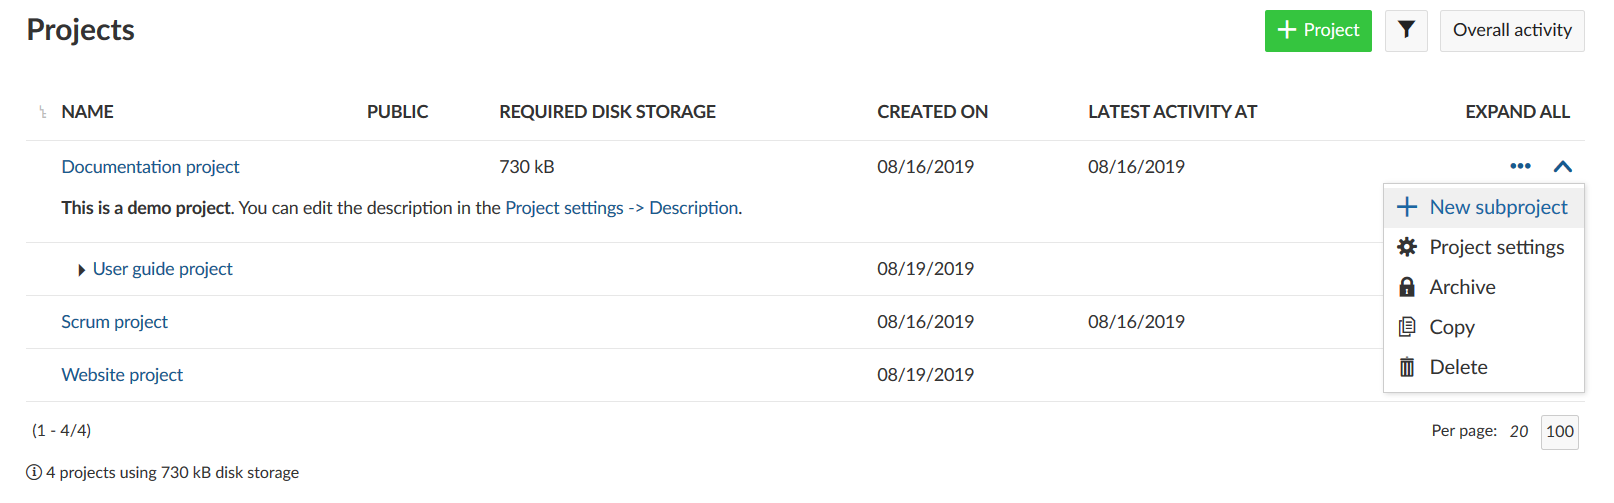 Projects
Project
Overall activity
NAME PUBLIC REQUIRED DISK STORAGE CREATED ON LATEST ACTIVITY AT EXPAND ALL
Documentation project 730 kB 08/16/2019 08/16/2019
This is a demo project. You can edit the description in the Project settings -> Description.
User guide project 08/19/2019
Scrum project 08/16/2019 08/16/2019
Website project 08/19/2019
New subproject
Project settings
Archive
Copy
Delete
(1 - 4/4)
Per page: 20 100
4 projects using 730 kB disk storage